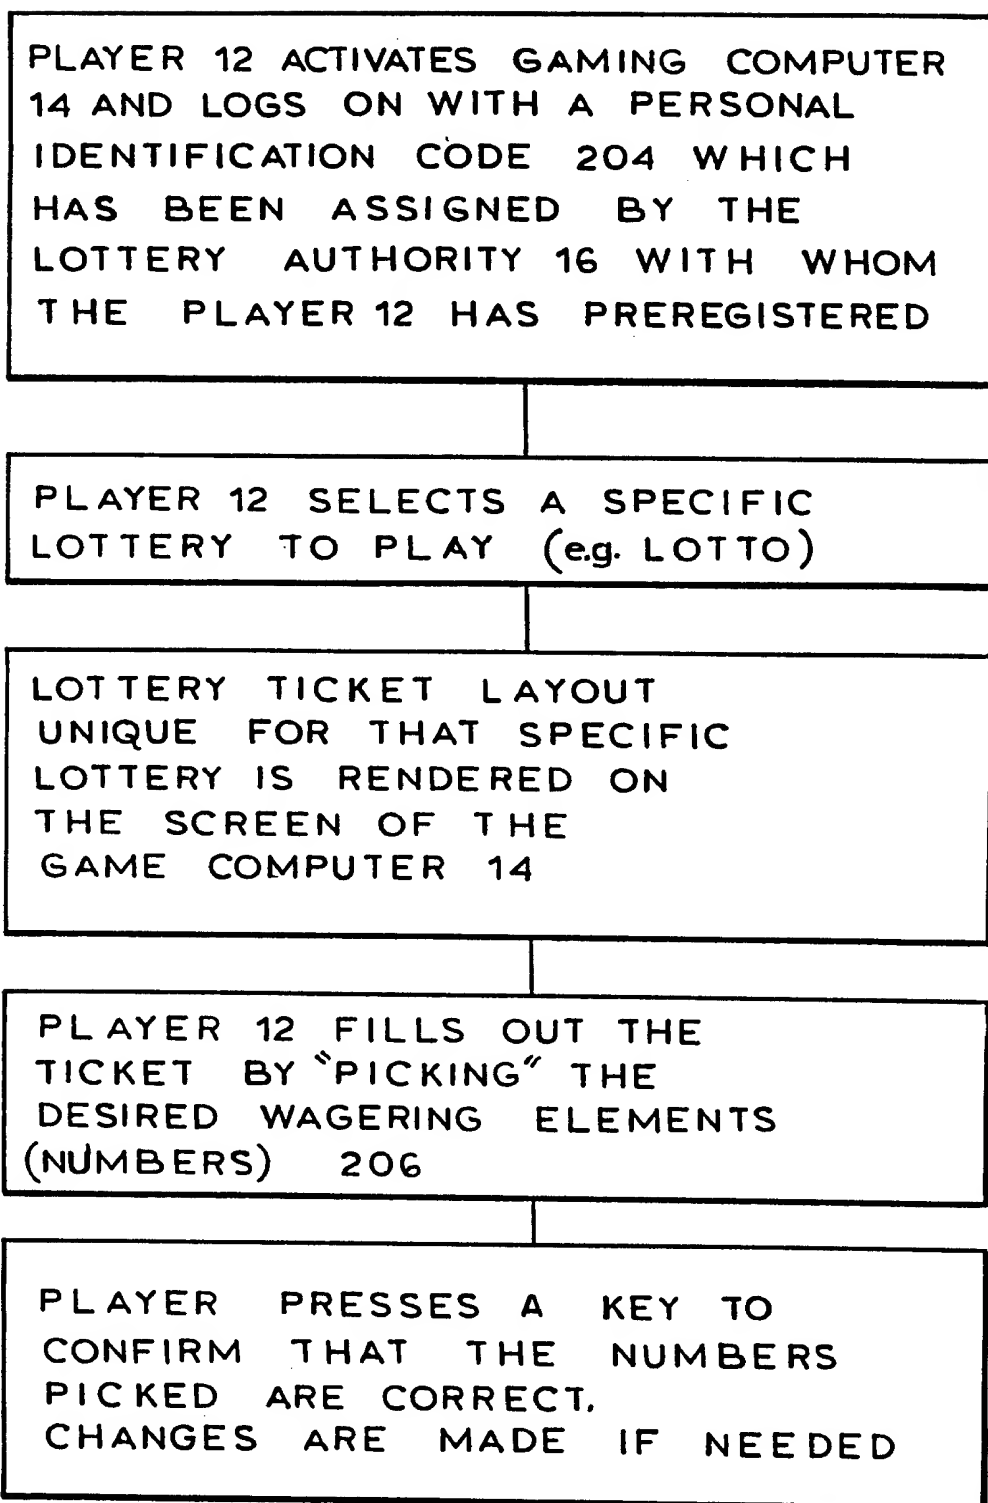 PLAYER 12 ACTIVATES GAMING COMPUTER
14 AND LOGS ON WITH A PERSONAL
IDENTIFICATION CODE 204 WHICH
HAS BEEN ASSIGNED BY THE
LOTTERY AUTHORITY 16 WITH WHOM
THE PLAYER 12 HAS PREREGISTERED
PLAYER 12 SELECTS A SPECIFIC
LOTTERY TO PLAY (e.g. LOTTO)
LOTTERY TICKET LAYOUT
UNIQUE FOR THAT SPECIFIC
LOTTERY IS RENDERED ON
THE SCREEN OF THE
GAME COMPUTER 14
PLAYER 12 FILLS OUT THE
TICKET BY "PICKING" THE
DESIRED WAGERING ELEMENTS
(NUMBERS) 206
PLAYER PRESSES A KEY TO
CONFIRM THAT THE NUMBERS
PICKED ARE CORRECT.
CHANGES ARE MADE IF NEEDED